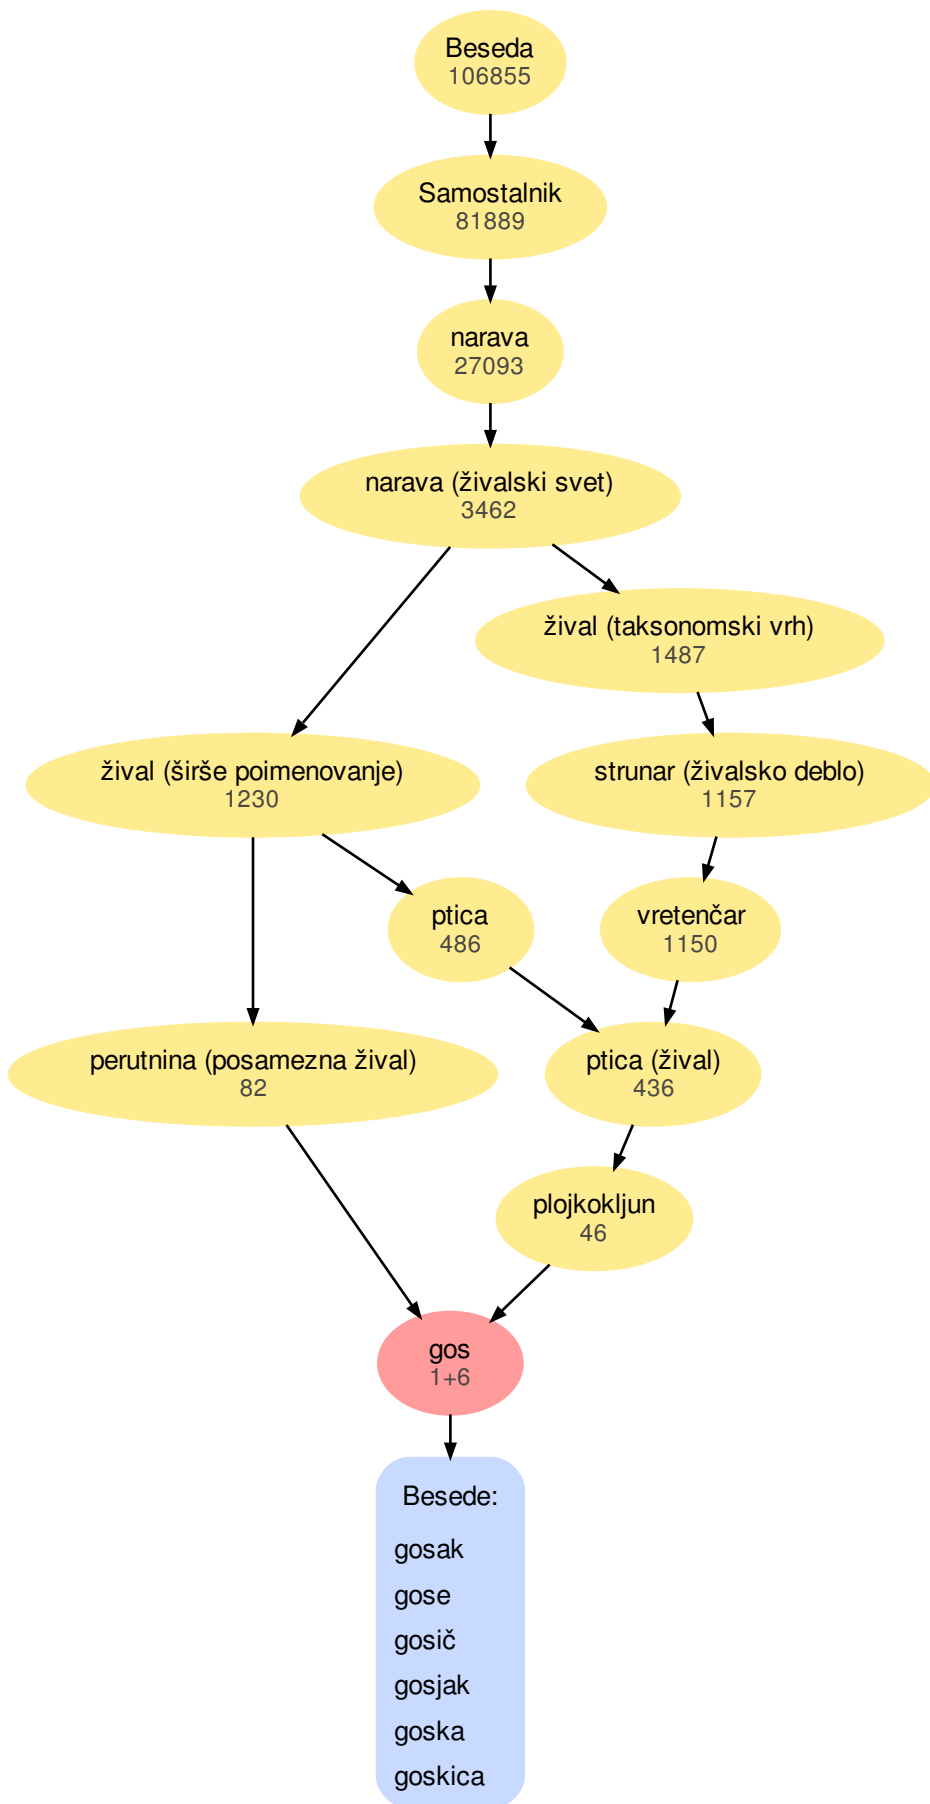 Beseda
106855
Samostalnik
81889
narava
27093
narava (živalski svet)
3462
žival (taksonomski vrh)
1487
žival (širše poimenovanje)
1230
strunar (živalsko deblo)
1157
ptica
486
vretenčar
1150
perutnina (posamezna žival)
82
ptica (žival)
436
plojkokljun
46
gos
1+6
Besede:
gosak
gose
gosič
gosjak
goska
goskica